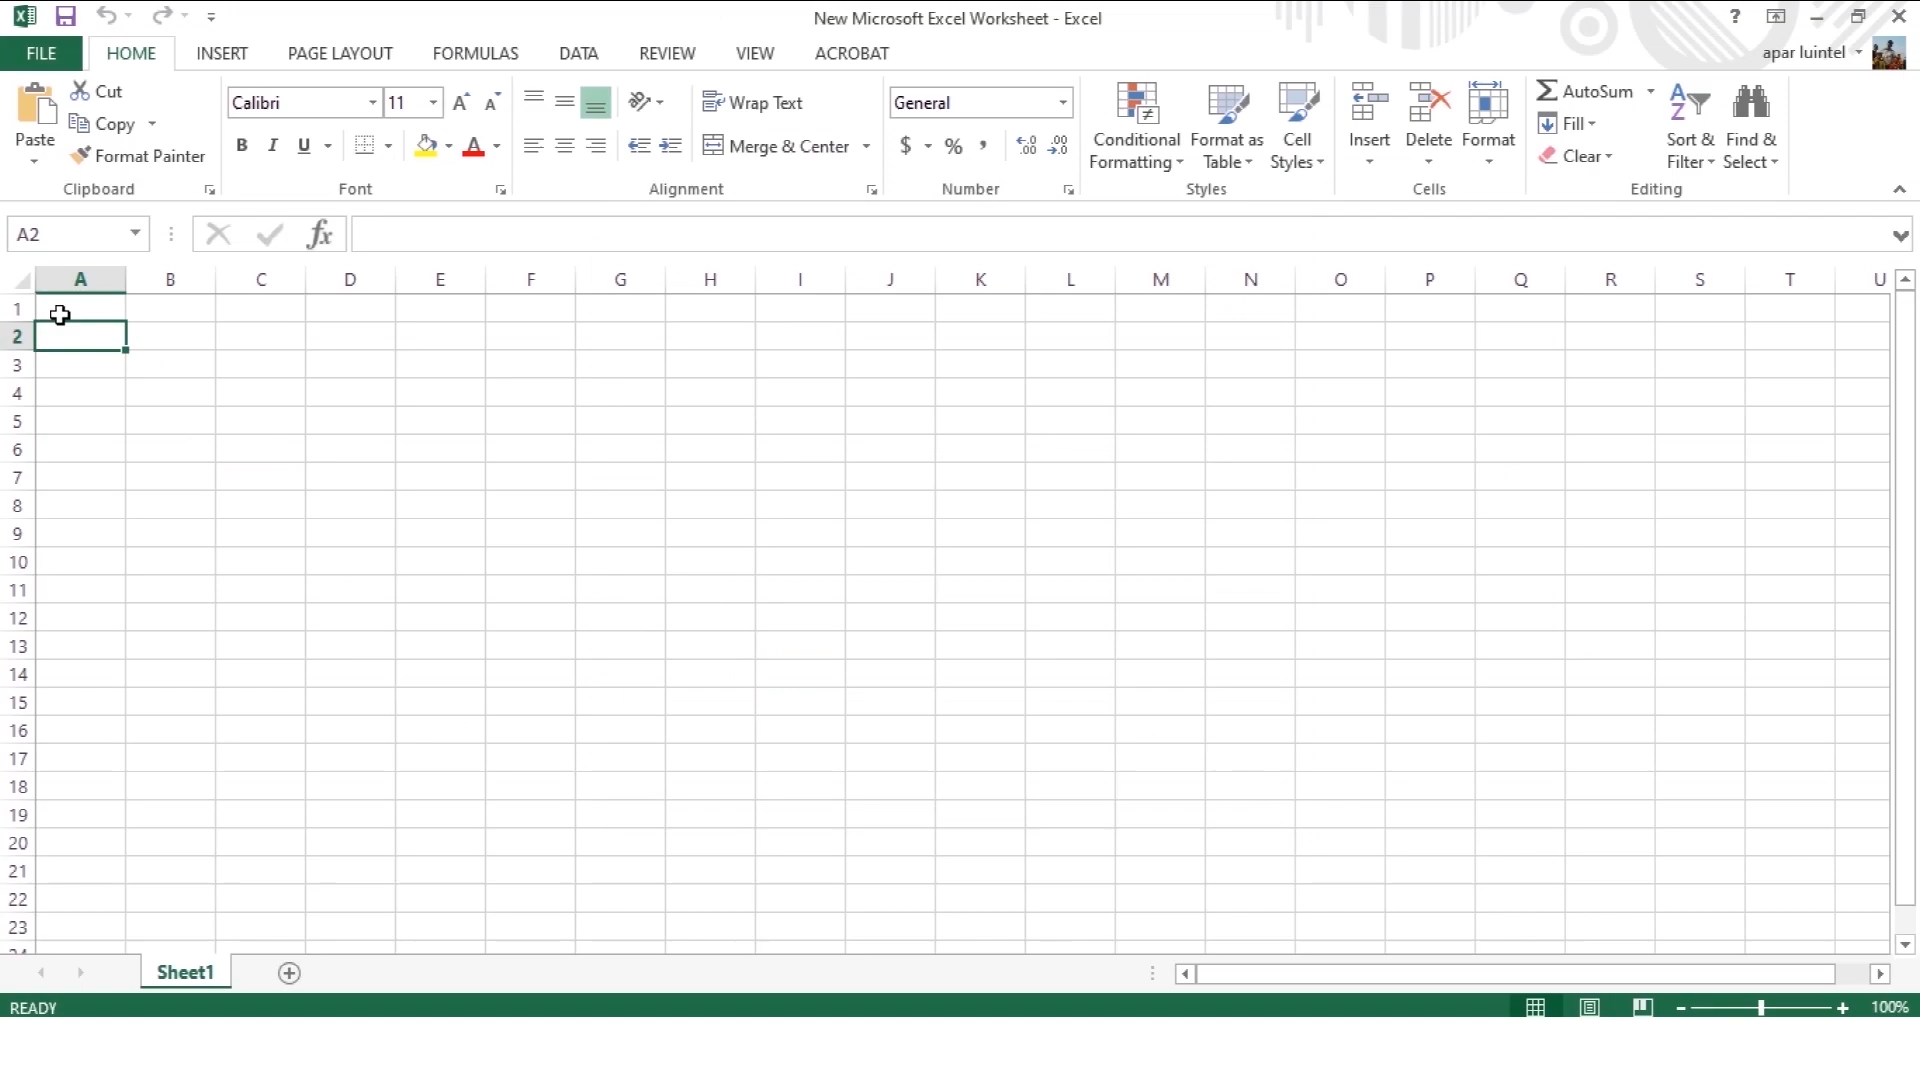 New Microsoft Excel Worksheet - Excel
FILE HOME INSERT PAGE LAYOUT FORMULAS DATA REVIEW VIEW ACROBAT apar luintel
Paste Cut
Copy
Format Painter
Clipboard
Calibri 11
B I U
Font
Wrap Text
Merge & Center
Alignment
General
$ % ,
Number
Conditional Formatting
Format as Table
Cell Styles
Styles
Insert Delete Format
Cells
AutoSum
Fill
Clear
Sort & Filter
Find & Select
Editing
A2 fx
A B C D E F G H I J K L M N O P Q R S T U
1
2
3
4
5
6
7
8
9
10
11
12
13
14
15
16
17
18
19
20
21
22
23
Sheet1
READY 100%